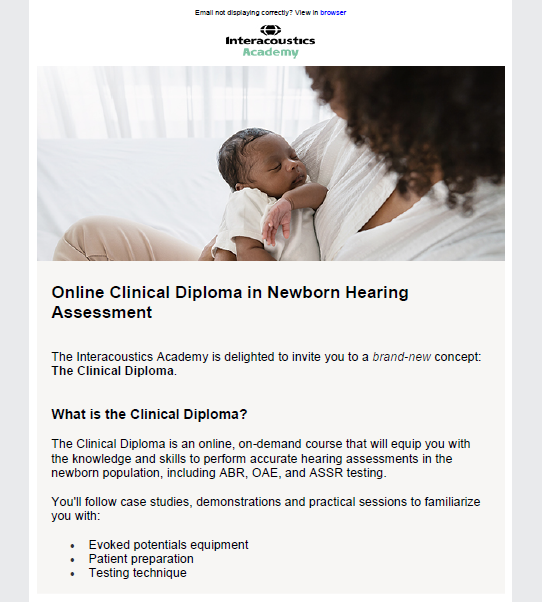 Email not displaying correctly? View in browser
Interacoustics
Academy
Online Clinical Diploma in Newborn Hearing
Assessment
The Interacoustics Academy is delighted to invite you to a brand-new concept:
The Clinical Diploma.
What is the Clinical Diploma?
The Clinical Diploma is an online, on-demand course that will equip you with
the knowledge and skills to perform accurate hearing assessments in the
newborn population, including ABR, OAE, and ASSR testing.
You'll follow case studies, demonstrations and practical sessions to familiarize
you with:
• Evoked potentials equipment
• Patient preparation
• Testing technique